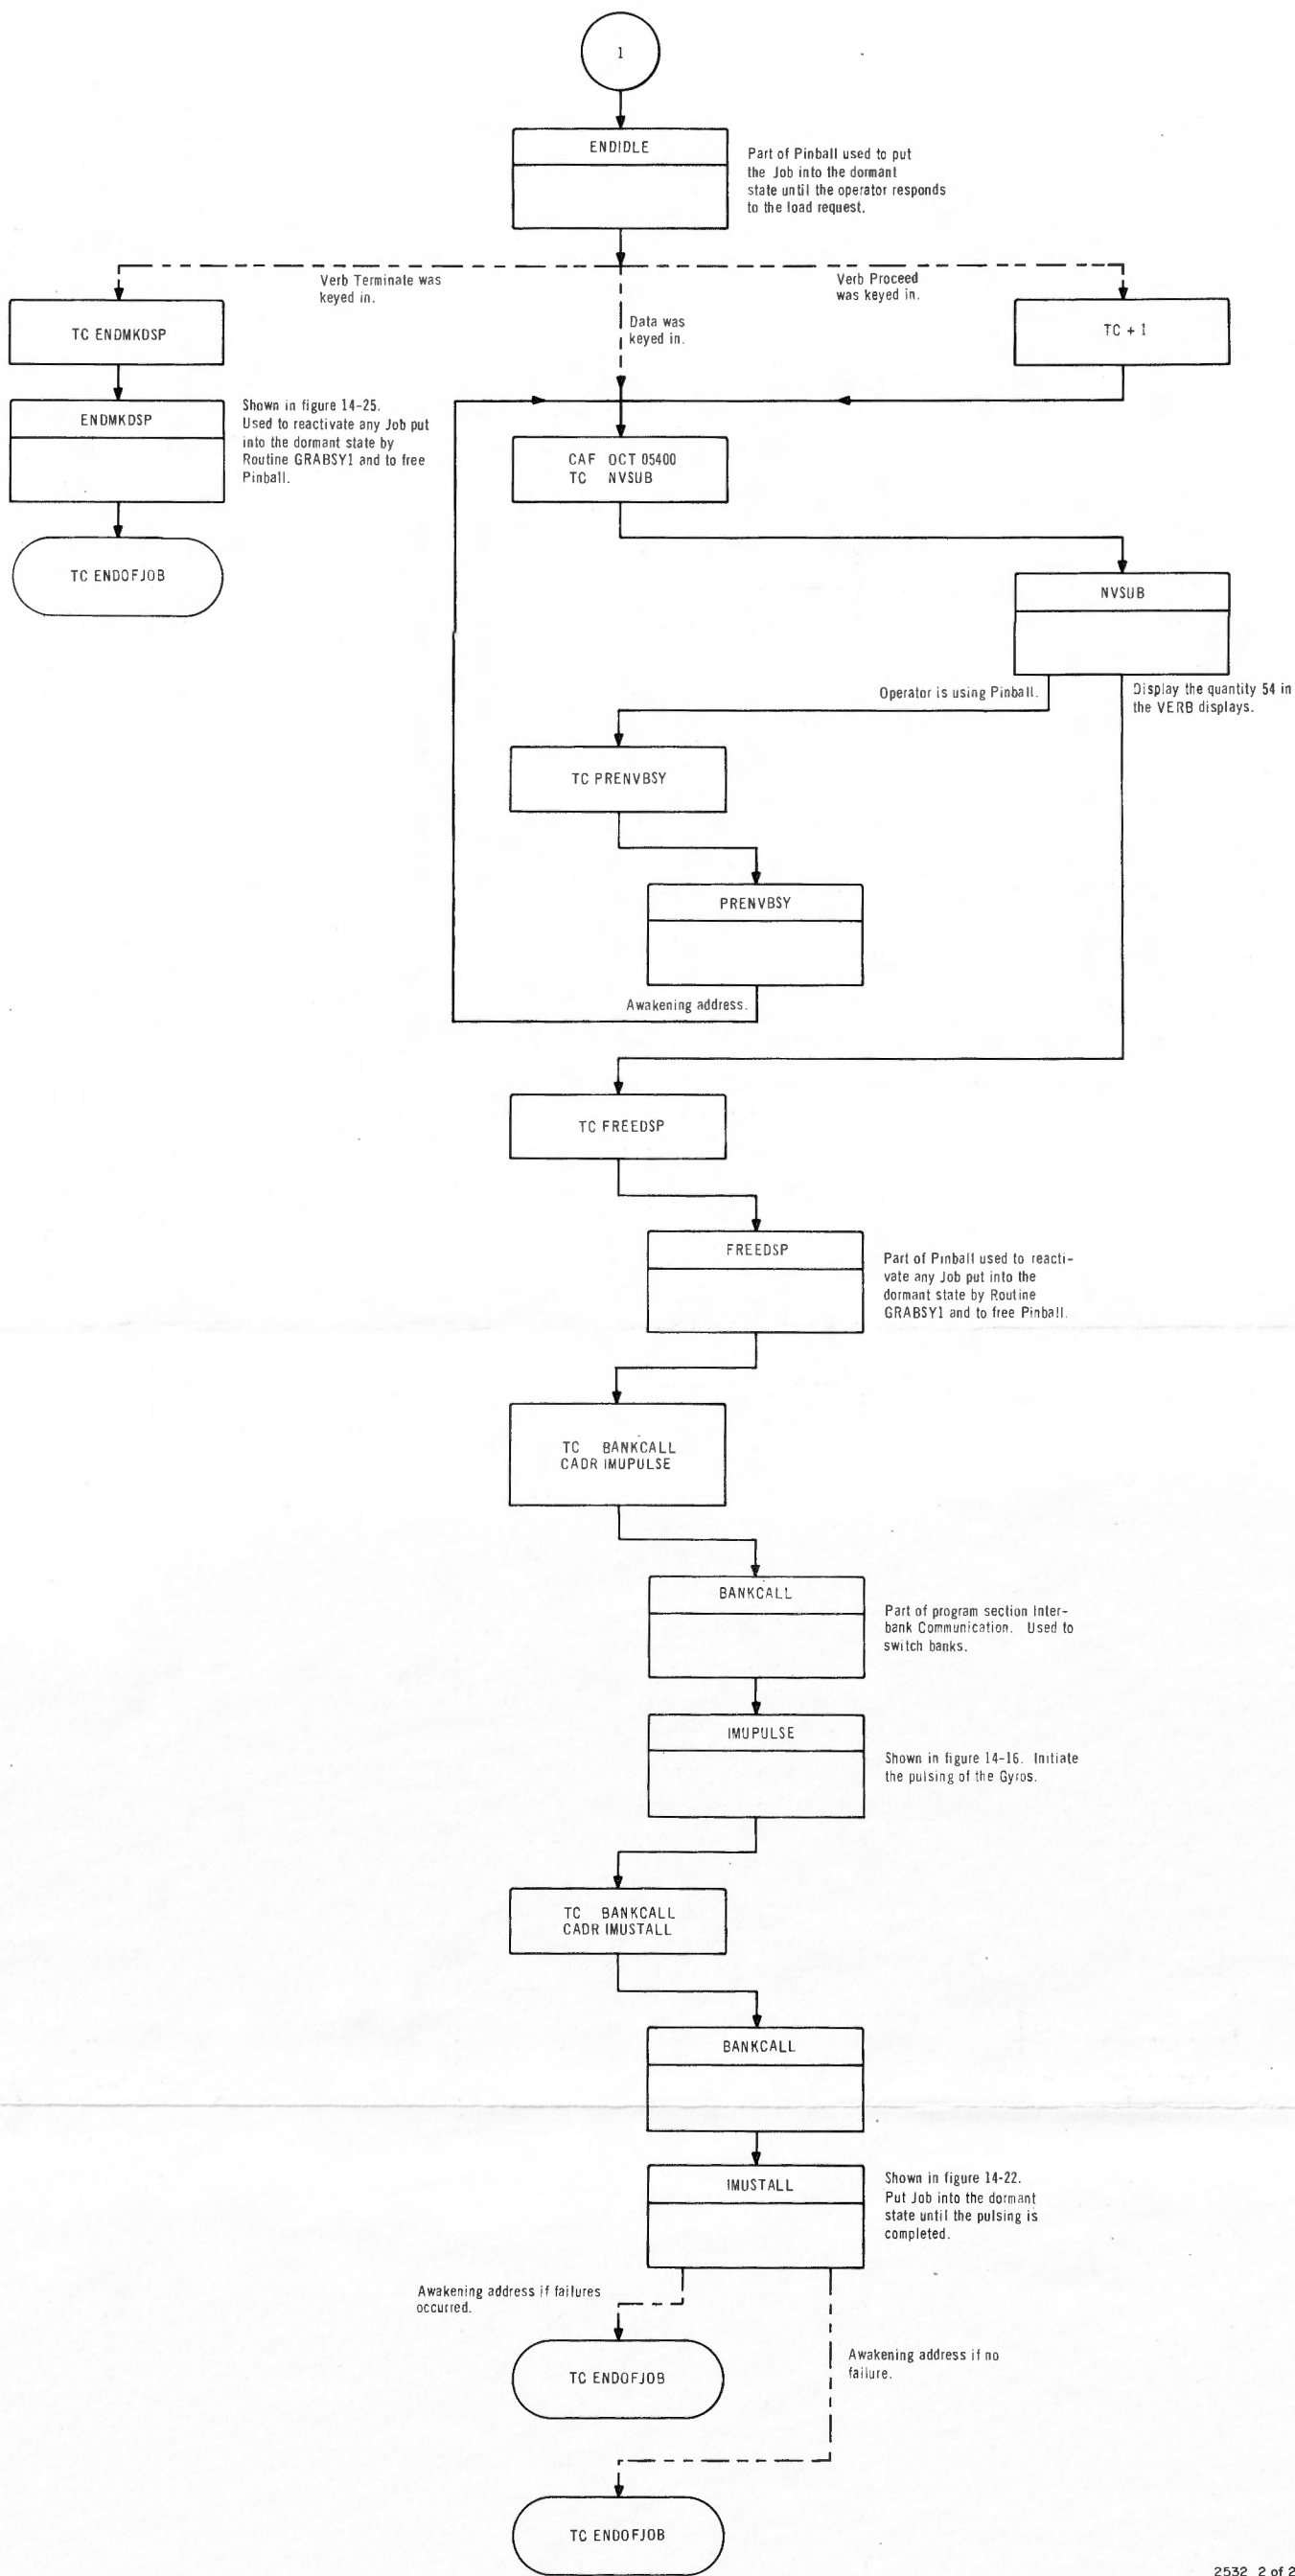 1
ENDIDLE
Part of Pinball used to put
the Job into the dormant
state until the operator responds
to the load request.
Verb Terminate was
keyed in.
Data was
keyed in.
Verb Proceed
was keyed in.
TC ENDMKDSP
TC + 1
ENDMKDSP
Shown in figure 14-25.
Used to reactivate any Job put
into the dormant state by
Routine GRABSY1 and to free
Pinball.
CAF OCT 05400
TC NVSUB
TC ENDOFJOB
NVSUB
Operator is using Pinball.
Display the quantity 54 in
the VERB displays.
TC PRENVBSY
PRENVBSY
Awakening address.
TC FREEDSP
FREEDSP
Part of Pinball used to reacti-
vate any Job put into the
dormant state by Routine
GRABSY1 and to free Pinball.
TC BANKCALL
CADR IMUPULSE
BANKCALL
Part of program section Inter-
bank Communication. Used to
switch banks.
IMUPULSE
Shown in figure 14-16. Initiate
the pulsing of the Gyros.
TC BANKCALL
CADR IMUSTALL
BANKCALL
IMUSTALL
Shown in figure 14-22.
Put Job into the dormant
state until the pulsing is
completed.
Awakening address if failures
occurred.
TC ENDOFJOB
Awakening address if no
failure.
TC ENDOFJOB
2532 2 of 2